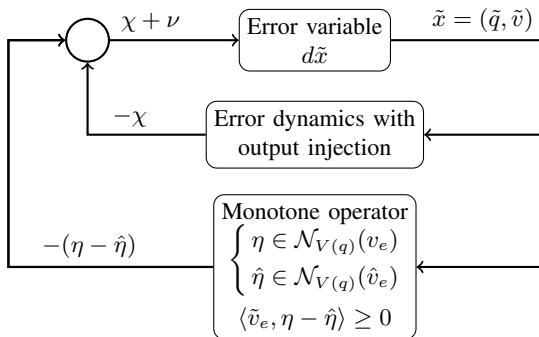 χ + ν
Error variable
dx̃
x̃ = (q̃, ṽ)
−χ
Error dynamics with
output injection
−(η − η̂)
Monotone operator
{ η ∈ 𝒩_{V(q)}(v_e)
η̂ ∈ 𝒩_{V(q)}(v̂_e)
⟨ṽ_e, η − η̂⟩ ≥ 0